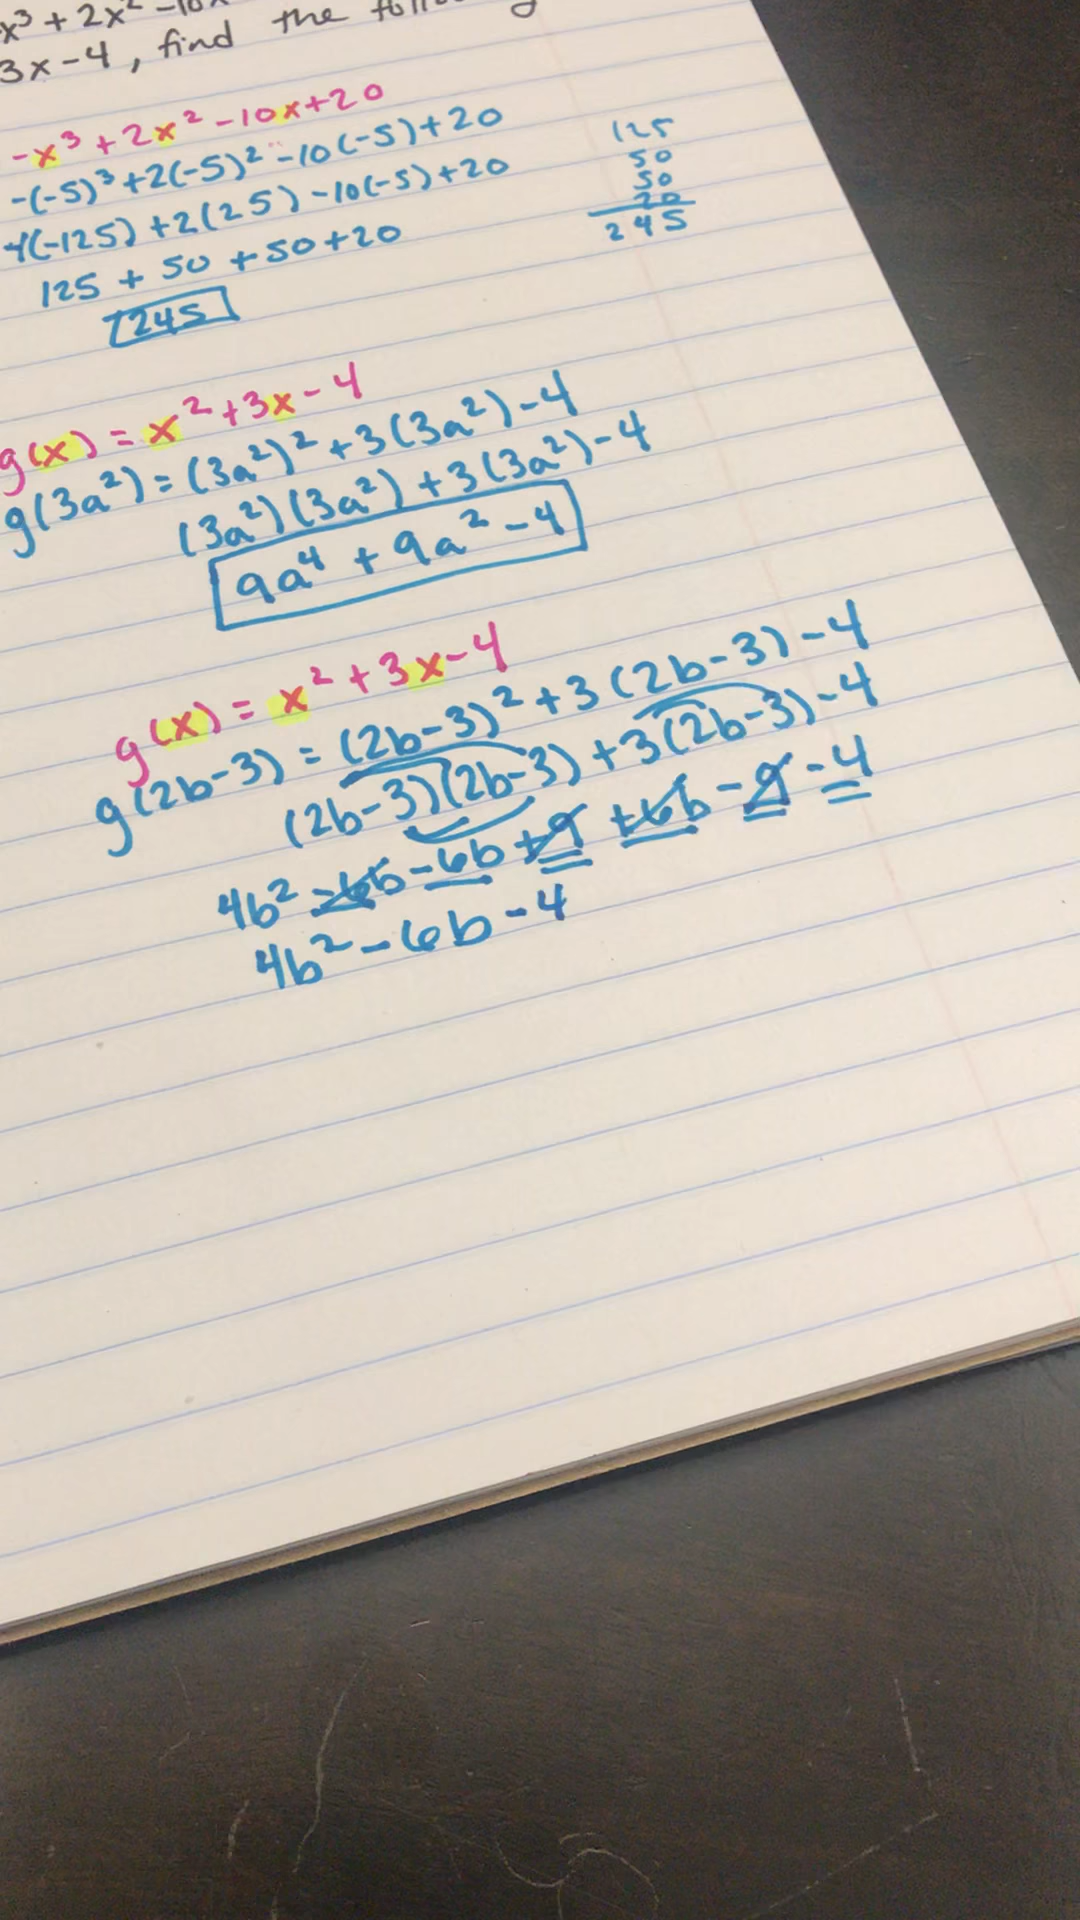 x³ + 2x² - 10x
3x - 4, find the
-x³ + 2x² - 10x + 20
-(-5)³ + 2(-5)² - 10(-5) + 20
-1(-125) + 2(25) - 10(-5) + 20
125 + 50 + 50 + 20
245
125
50
50
20
245
g(x) = x² + 3x - 4
g(3a²) = (3a²)² + 3(3a²) - 4
(3a²)(3a²) + 3(3a²) - 4
9a⁴ + 9a² - 4
g(x) = x² + 3x - 4
g(2b-3) = (2b-3)² + 3(2b-3) - 4
(2b-3)(2b-3) + 3(2b-3) - 4
4b² - 6b - 6b + 9 + 6b - 9 - 4
4b² - 6b - 4